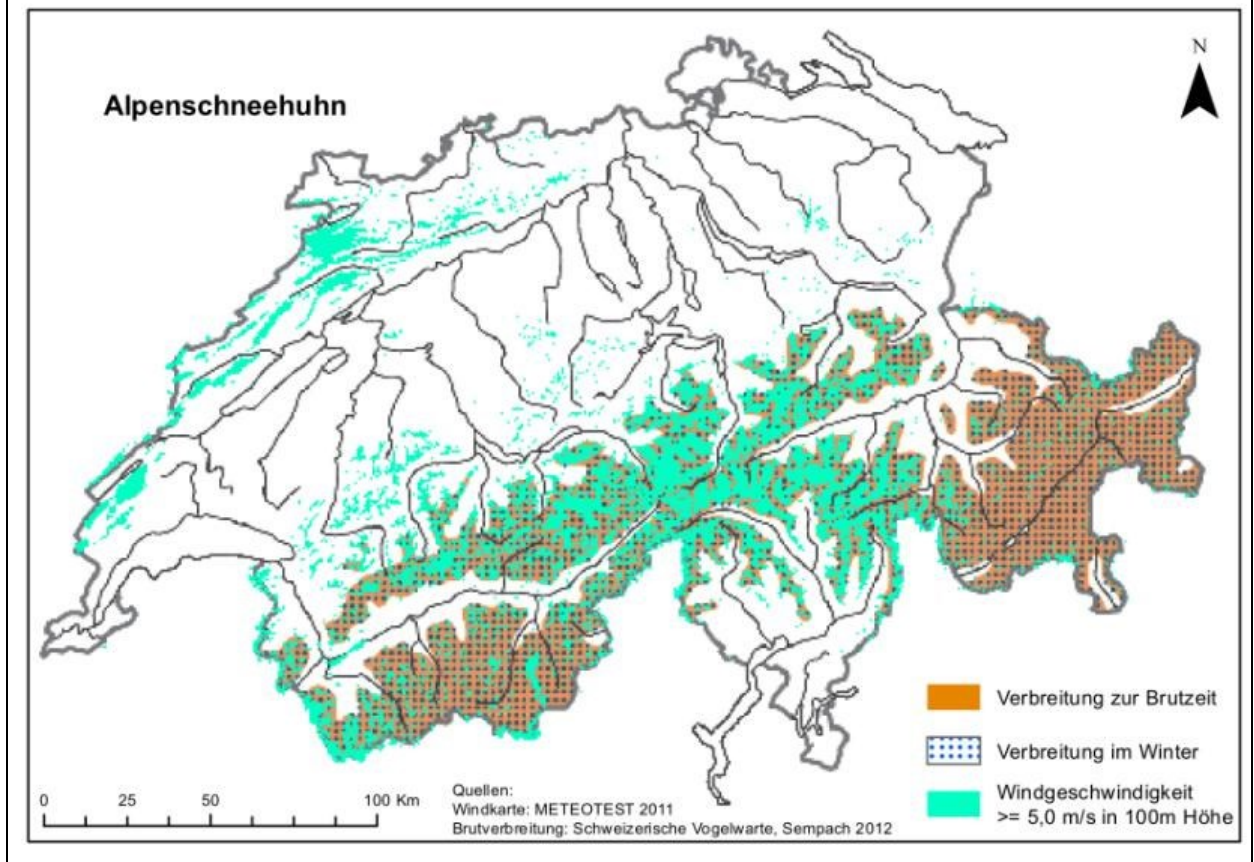 N
Alpenschneehuhn
Verbreitung zur Brutzeit
Verbreitung im Winter
Windgeschwindigkeit
>= 5,0 m/s in 100m Höhe
0 25 50 100 Km
Quellen:
Windkarte: METEOTEST 2011
Brutverbreitung: Schweizerische Vogelwarte, Sempach 2012